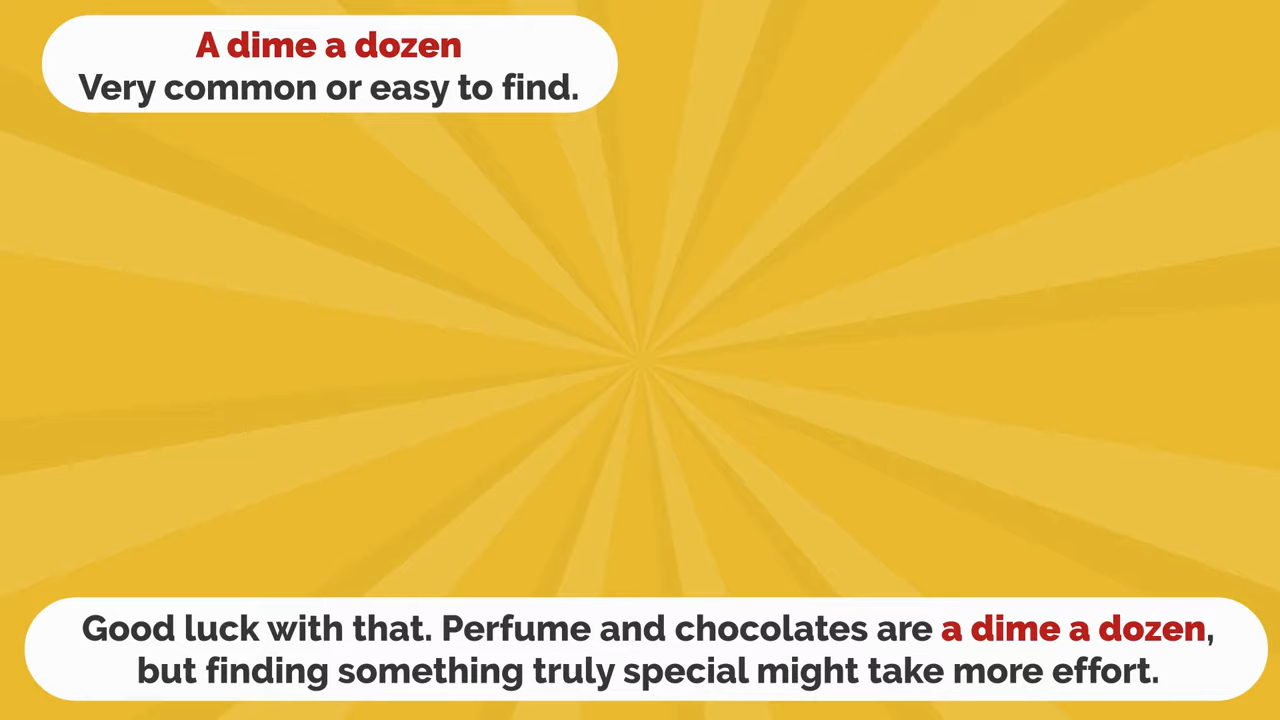 A dime a dozen
Very common or easy to find.
Good luck with that. Perfume and chocolates are a dime a dozen,
but finding something truly special might take more effort.